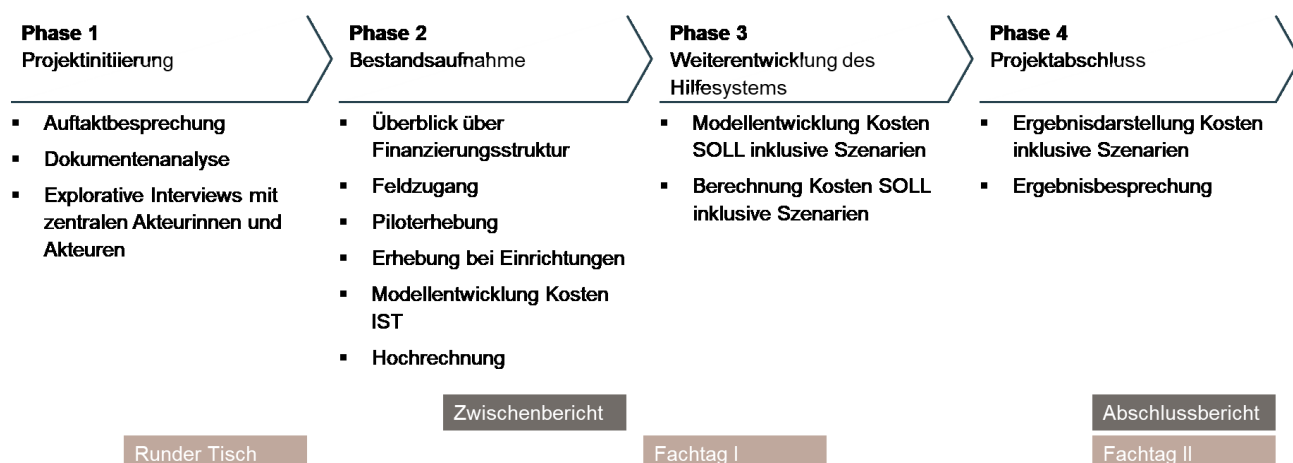 Phase 1
Projektinitiierung
▪ Auftaktbesprechung
▪ Dokumentenanalyse
▪ Explorative Interviews mit
zentralen Akteurinnen und
Akteuren
Phase 2
Bestandsaufnahme
▪ Überblick über
Finanzierungsstruktur
▪ Feldzugang
▪ Piloterhebung
▪ Erhebung bei Einrichtungen
▪ Modellentwicklung Kosten
IST
▪ Hochrechnung
Phase 3
Weiterentwicklung des
Hilfesystems
▪ Modellentwicklung Kosten
SOLL inklusive Szenarien
▪ Berechnung Kosten SOLL
inklusive Szenarien
Phase 4
Projektabschluss
▪ Ergebnisdarstellung Kosten
inklusive Szenarien
▪ Ergebnisbesprechung
Zwischenbericht
Abschlussbericht
Runder Tisch
Fachtag I
Fachtag II